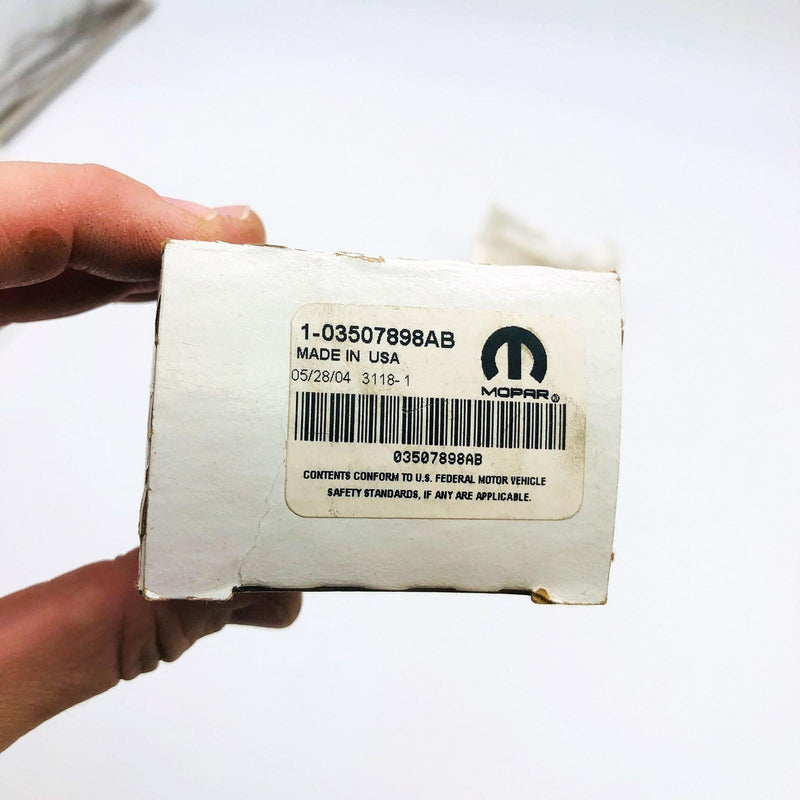 1-03507898AB
MADE IN USA
05/28/04 3118-1
MOPAR®
03507898AB
CONTENTS CONFORM TO U.S. FEDERAL MOTOR VEHICLE
SAFETY STANDARDS, IF ANY ARE APPLICABLE.